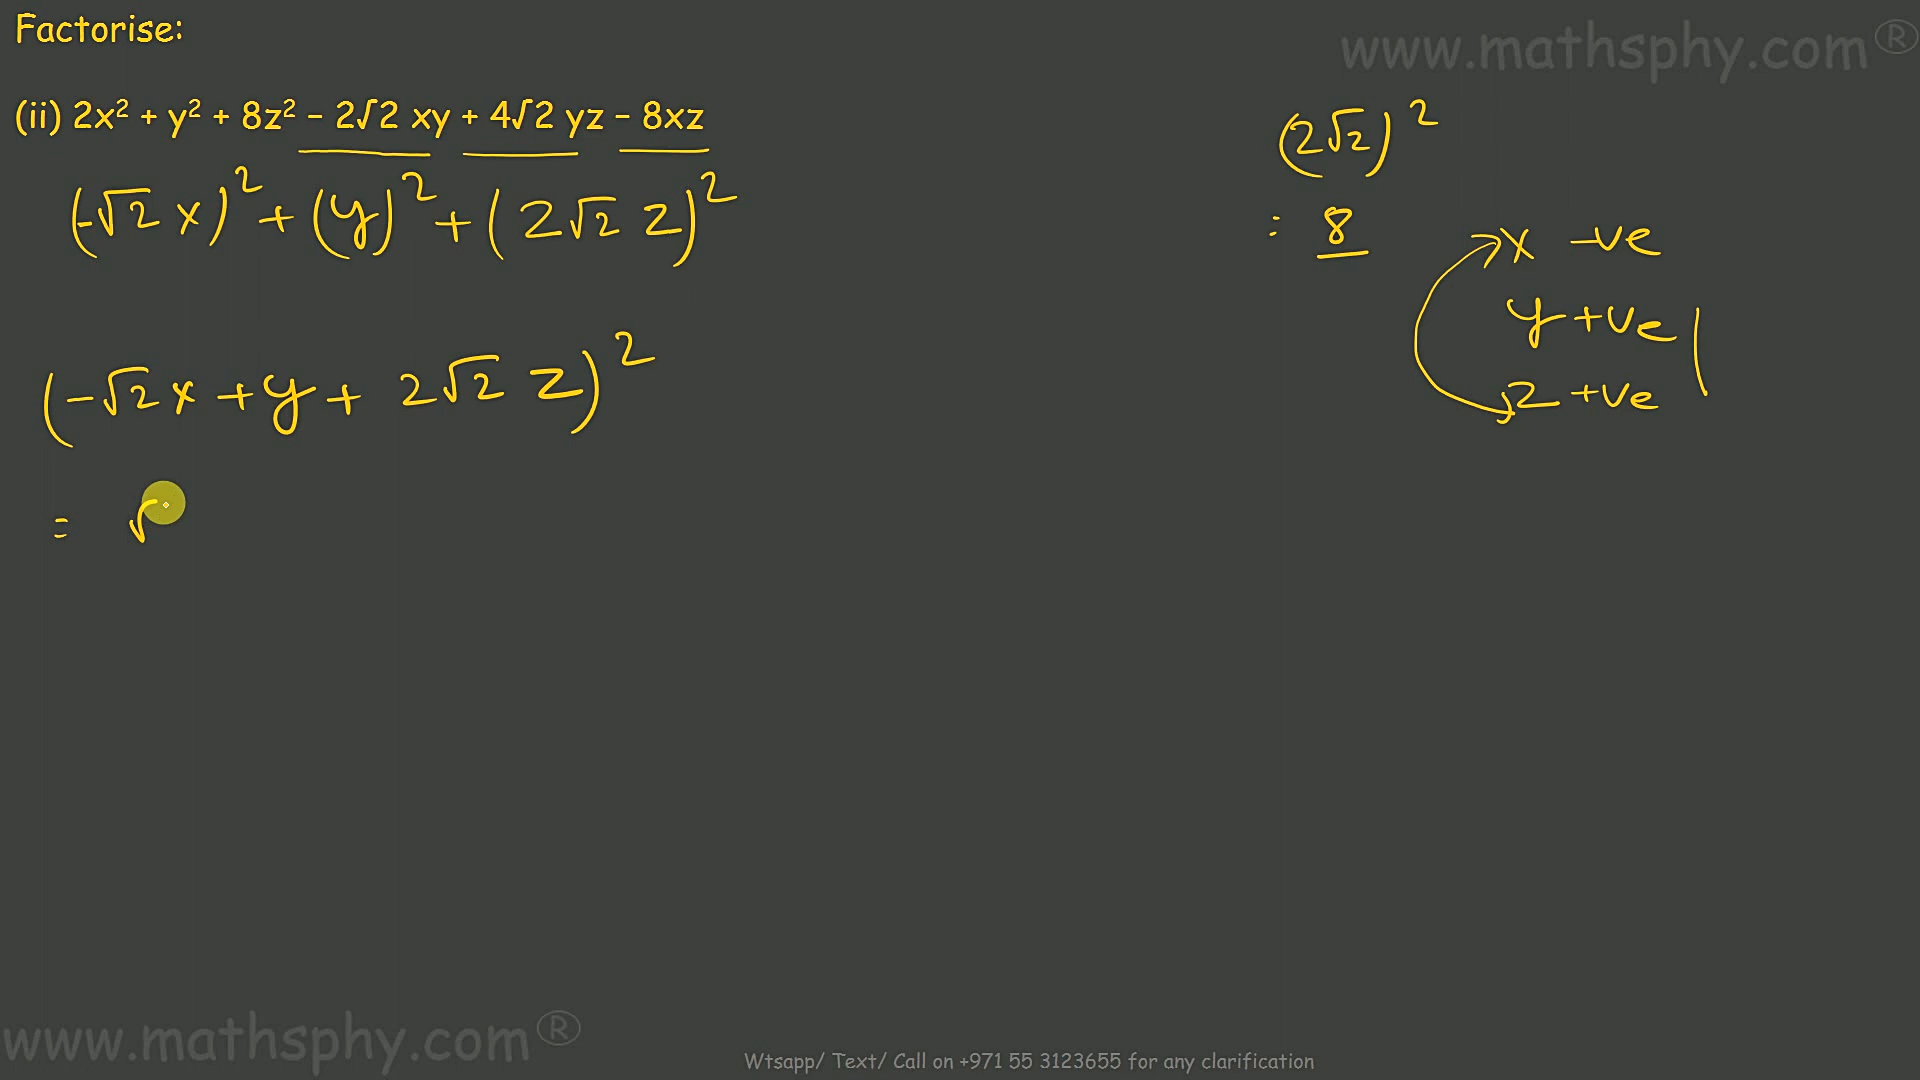 Factorise:
www.mathsphy.com®
(ii) 2x² + y² + 8z² – 2√2 xy + 4√2 yz – 8xz
(-√2 x)² + (y)² + (2√2 z)²
(-√2x + y + 2√2 z)²
= √
(2√2)²
= 8
x -ve
y +ve
z +ve
www.mathsphy.com®
Wtsapp/ Text/ Call on +971 55 3123655 for any clarification